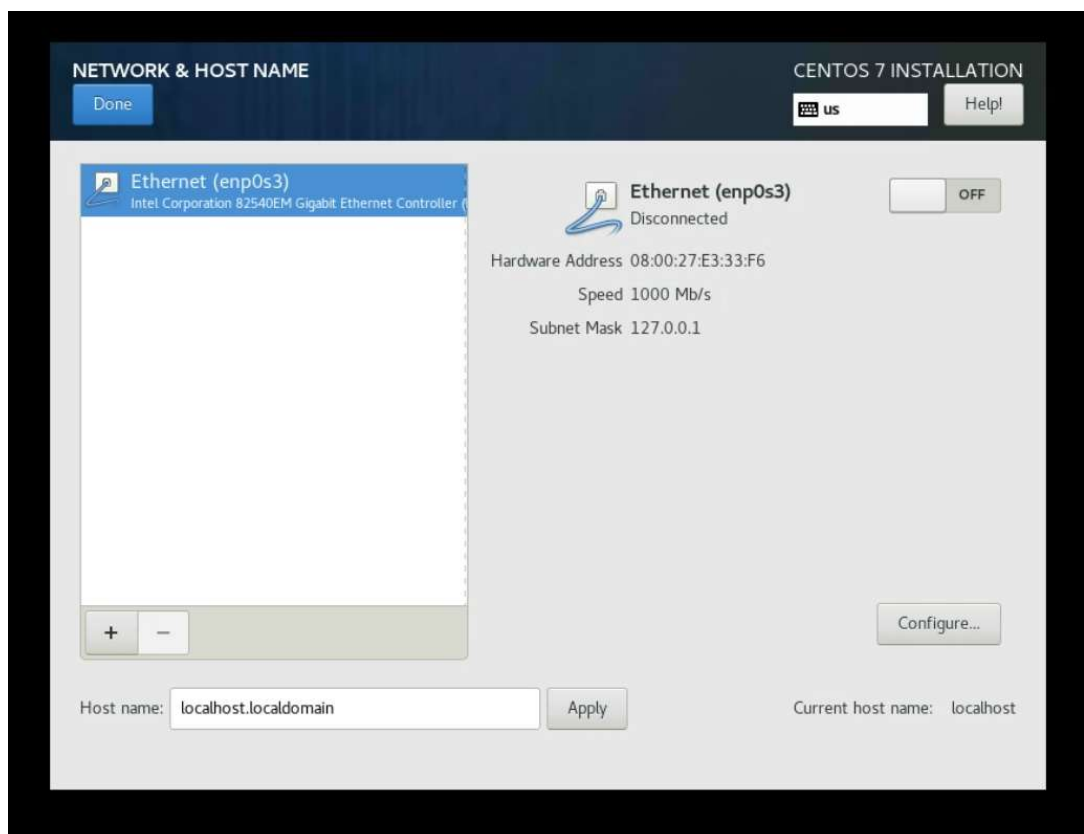 NETWORK & HOST NAME
CENTOS 7 INSTALLATION
Done
us
Help!
Ethernet (enp0s3)
Intel Corporation 82540EM Gigabit Ethernet Controller (
Ethernet (enp0s3)
Disconnected
OFF
Hardware Address 08:00:27:E3:33:F6
Speed 1000 Mb/s
Subnet Mask 127.0.0.1
+ −
Configure...
Host name: localhost.localdomain
Apply
Current host name: localhost